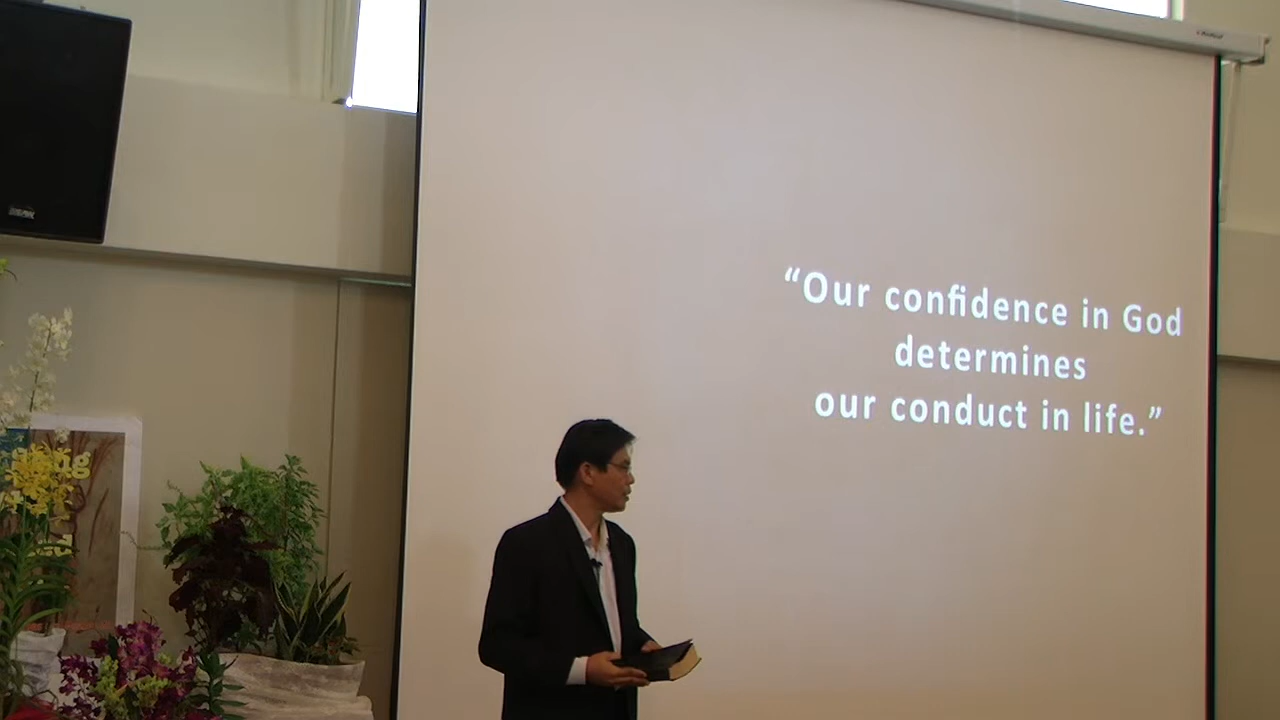 “Our confidence in God
determines
our conduct in life.”